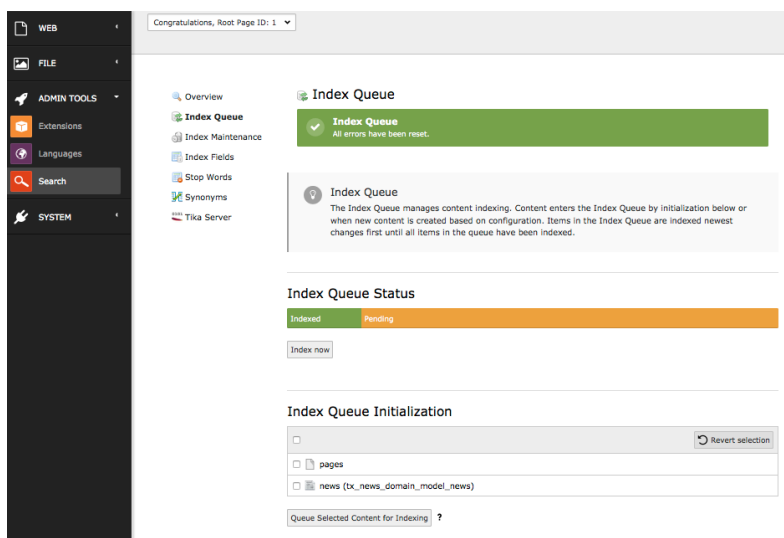 Congratulations, Root Page ID: 1
WEB
FILE
ADMIN TOOLS
Extensions
Languages
Search
SYSTEM
Overview
Index Queue
Index Maintenance
Index Fields
Stop Words
Synonyms
Tika Server
Index Queue
Index Queue
All errors have been reset.
Index Queue
The Index Queue manages content indexing. Content enters the Index Queue by initialization below or
when new content is created based on configuration. Items in the Index Queue are indexed newest
changes first until all items in the queue have been indexed.
Index Queue Status
Indexed Pending
Index now
Index Queue Initialization
Revert selection
pages
news (tx_news_domain_model_news)
Queue Selected Content for Indexing ?